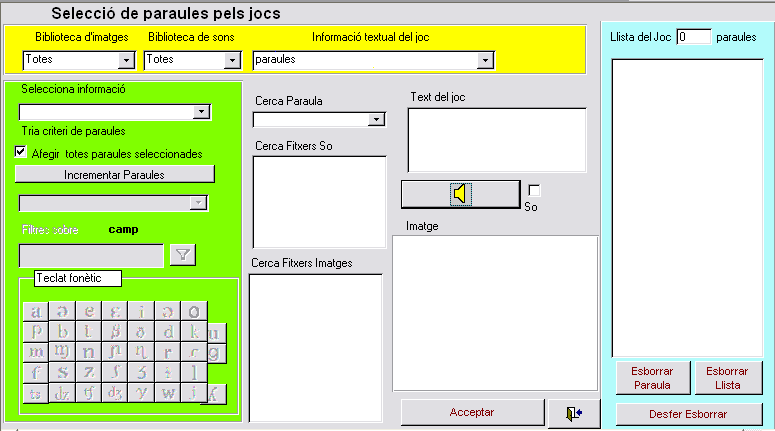 Selecció de paraules pels jocs
Biblioteca d'imatges
Biblioteca de sons
Informació textual del joc
Totes
Totes
paraules
Llista del Joc 0 paraules
Selecciona informació
Tria criteri de paraules
Afegir totes paraules seleccionades
Incrementar Paraules
Filtres sobre camp
Teclat fonètic
a ə e ɛ i ɔ o
p b t d k u
m ɱ n ɲ r g
f s z ʃ ʒ l
ts dz tʃ dʒ w j ʎ
Cerca Paraula
Cerca Fitxers So
Cerca Fitxers Imatges
Text del joc
So
Imatge
Acceptar
Esborrar Paraula
Esborrar Llista
Desfer Esborrar